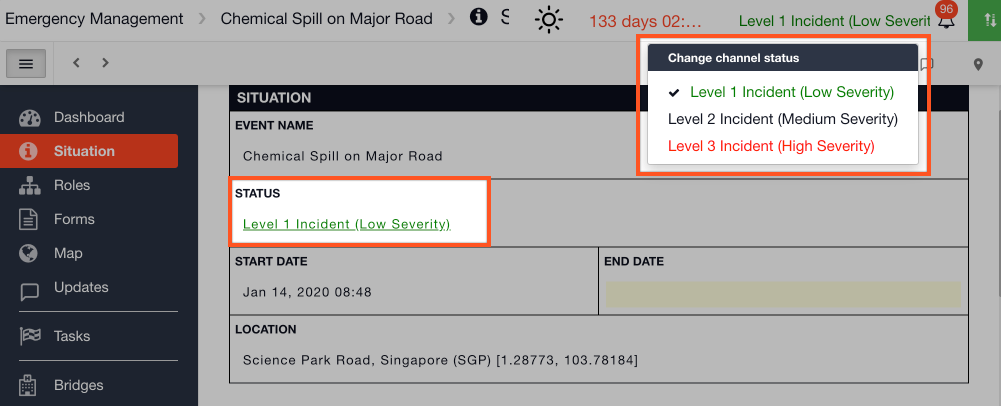 Emergency Management
Chemical Spill on Major Road
133 days 02:...
Level 1 Incident (Low Severit
96
Change channel status
Level 1 Incident (Low Severity)
Level 2 Incident (Medium Severity)
Level 3 Incident (High Severity)
Dashboard
Situation
Roles
Forms
Map
Updates
Tasks
Bridges
SITUATION
EVENT NAME
Chemical Spill on Major Road
STATUS
Level 1 Incident (Low Severity)
START DATE
Jan 14, 2020 08:48
END DATE
LOCATION
Science Park Road, Singapore (SGP) [1.28773, 103.78184]